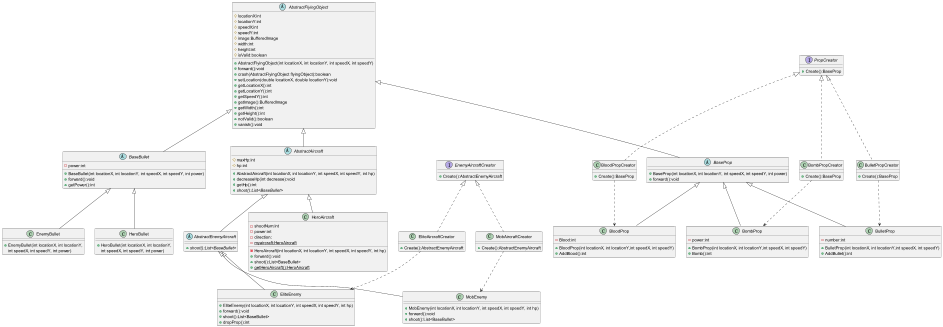 AbstractFlyingObject
locationX:int
locationY:int
speedX:int
speedY:int
image:BufferedImage
width:int
height:int
isValid:boolean
AbstractFlyingObject(int locationX, int locationY, int speedX, int speedY)
forward():void
crash(AbstractFlyingObject flyingObject):boolean
setLocation(double locationX, double locationY):void
getLocationX():int
getLocationY():int
getSpeedY():int
getImage():BufferedImage
getWidth():int
getHeight():int
notValid():boolean
vanish():void
PropCreator
Create():BaseProp
BaseBullet
power:int
BaseBullet(int locationX, int locationY, int speedX, int speedY, int power)
forward():void
getPower():int
AbstractAircraft
maxHp:int
hp:int
AbstractAircraft(int locationX, int locationY, int speedX, int speedY, int hp)
decreaseHp(int decrease):void
getHp():int
shoot():List<BaseBullet>
EnemyAircraftCreator
Create():AbstractEnemyAircraft
BloodPropCreator
Create():BaseProp
BaseProp
BaseProp(int locationX, int locationY, int speedX, int speedY, int power)
forward():void
BombPropCreator
Create():BaseProp
BulletPropCreator
Create():BaseProp
EnemyBullet
EnemyBullet(int locationX, int locationY,
int speedX, int speedY, int power)
HeroBullet
HeroBullet(int locationX, int locationY,
int speedX, int speedY, int power)
AbstractEnemyAircraft
shoot():List<BaseBullet>
HeroAircraft
shootNum:int
power:int
direction:
HeroAircraft(int locationX, int locationY, int speedX, int speedY, int hp)
forward():void
shoot():List<BaseBullet>
getHeroAircraft():HeroAircraft
EliteAircraftCreator
Create():AbstractEnemyAircraft
MobAircraftCreator
Create():AbstractEnemyAircraft
BloodProp
Blood:int
BloodProp(int locationX, int locationY, int speedX, int speedY)
AddBlood():int
BombProp
power:int
BombProp(int locationX, int locationY, int speedX, int speedY)
Bomb():int
BulletProp
number:int
BulletProp(int locationX, int locationY, int speedX, int speedY)
AddBullet():int
EliteEnemy
EliteEnemy(int locationX, int locationY, int speedX, int speedY, int hp)
forward():void
shoot():List<BaseBullet>
dropProp():int
MobEnemy
MobEnemy(int locationX, int locationY, int speedX, int speedY, int hp)
forward():void
shoot():List<BaseBullet>